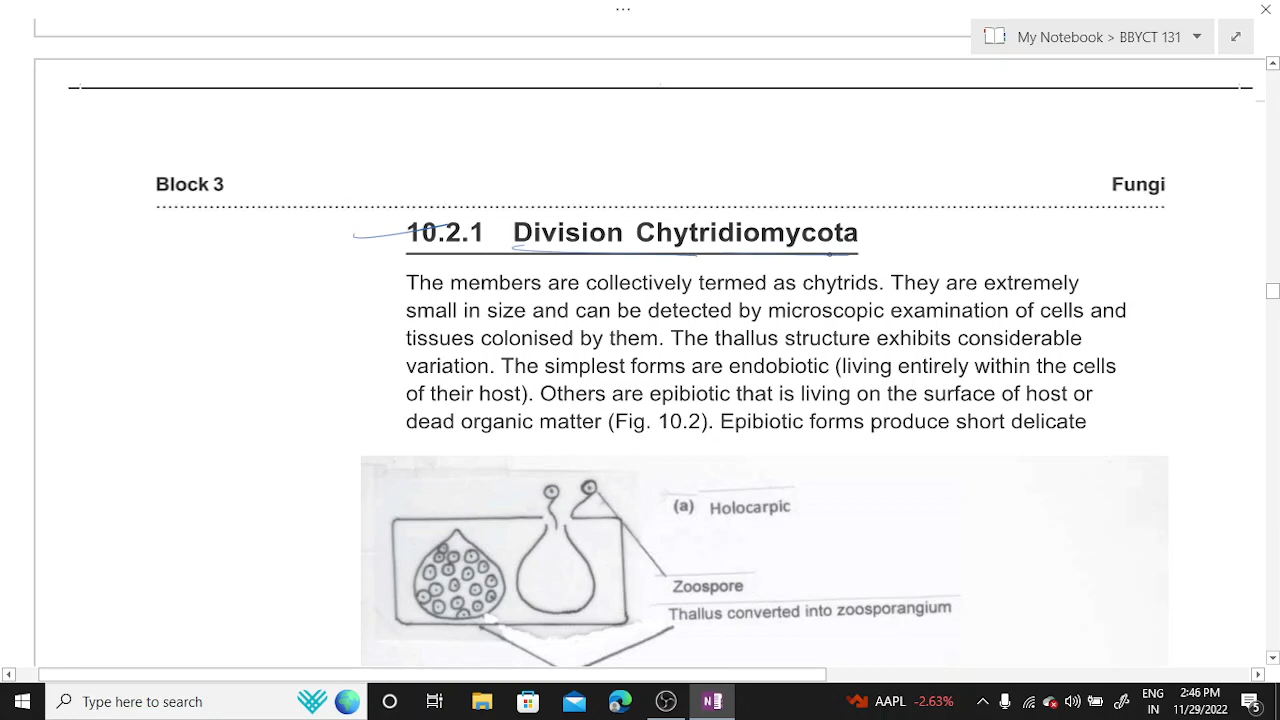 ...
My Notebook > BBYCT 131
Block 3
Fungi
10.2.1 Division Chytridiomycota
The members are collectively termed as chytrids. They are extremely
small in size and can be detected by microscopic examination of cells and
tissues colonised by them. The thallus structure exhibits considerable
variation. The simplest forms are endobiotic (living entirely within the cells
of their host). Others are epibiotic that is living on the surface of host or
dead organic matter (Fig. 10.2). Epibiotic forms produce short delicate
(a) Holocarpic
Zoospore
Thallus converted into zoosporangium
Type here to search
AAPL -2.63%
ENG
IN
2:46 PM
11/29/2022
5